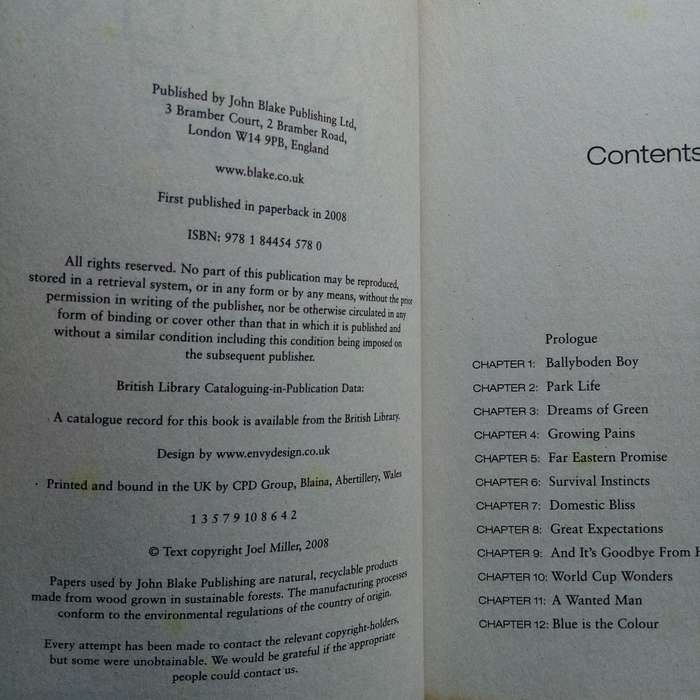 Published by John Blake Publishing Ltd,
3 Bramber Court, 2 Bramber Road,
London W14 9PB, England
www.blake.co.uk
First published in paperback in 2008
ISBN: 978 1 84454 578 0
All rights reserved. No part of this publication may be reproduced,
stored in a retrieval system, or in any form or by any means, without the prior
permission in writing of the publisher, nor be otherwise circulated in any
form of binding or cover other than that in which it is published and
without a similar condition including this condition being imposed on
the subsequent publisher.
British Library Cataloguing-in-Publication Data:
A catalogue record for this book is available from the British Library.
Design by www.envydesign.co.uk
Printed and bound in the UK by CPD Group, Blaina, Abertillery, Wales
1 3 5 7 9 10 8 6 4 2
© Text copyright Joel Miller, 2008
Papers used by John Blake Publishing are natural, recyclable products
made from wood grown in sustainable forests. The manufacturing processes
conform to the environmental regulations of the country of origin.
Every attempt has been made to contact the relevant copyright-holders,
but some were unobtainable. We would be grateful if the appropriate
people could contact us.
Contents
Prologue
CHAPTER 1: Ballyboden Boy
CHAPTER 2: Park Life
CHAPTER 3: Dreams of Green
CHAPTER 4: Growing Pains
CHAPTER 5: Far Eastern Promise
CHAPTER 6: Survival Instincts
CHAPTER 7: Domestic Bliss
CHAPTER 8: Great Expectations
CHAPTER 9: And It's Goodbye From
CHAPTER 10: World Cup Wonders
CHAPTER 11: A Wanted Man
CHAPTER 12: Blue is the Colour